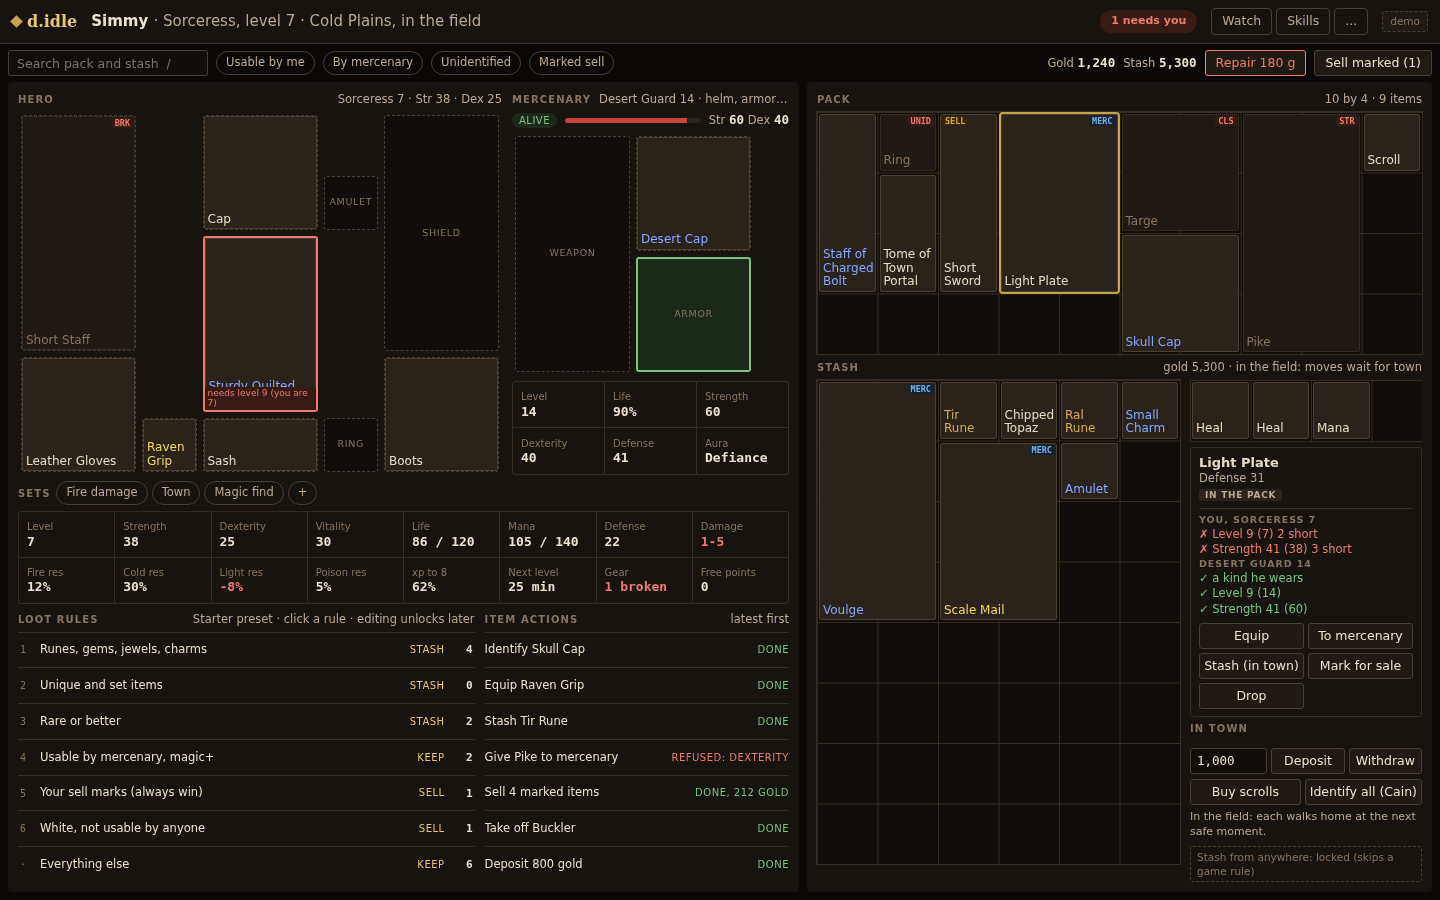 d.idle Simmy · Sorceress, level 7 · Cold Plains, in the field
1 needs you
Watch
Skills
...
demo
Search pack and stash /
Usable by me
By mercenary
Unidentified
Marked sell
Gold 1,240 Stash 5,300
Repair 180 g
Sell marked (1)
HERO
Sorceress 7 · Str 38 · Dex 25
BRK
Short Staff
Cap
AMULET
SHIELD
Sturdy Quilted
needs level 9 (you are 
7)
Leather Gloves
Raven
Grip
Sash
RING
Boots
MERCENARY Desert Guard 14 · helm, armor...
ALIVE
Str 60 Dex 40
WEAPON
Desert Cap
ARMOR
Level
14
Life
90%
Strength
60
Dexterity
40
Defense
41
Aura
Defiance
SETS
Fire damage
Town
Magic find
+
Level
7
Strength
38
Dexterity
25
Vitality
30
Life
86 / 120
Mana
105 / 140
Defense
22
Damage
1-5
Fire res
12%
Cold res
30%
Light res
-8%
Poison res
5%
xp to 8
62%
Next level
25 min
Gear
1 broken
Free points
0
LOOT RULES
Starter preset · click a rule · editing unlocks later
1 Runes, gems, jewels, charms STASH 4
2 Unique and set items STASH 0
3 Rare or better STASH 2
4 Usable by mercenary, magic+ KEEP 2
5 Your sell marks (always win) SELL 1
6 White, not usable by anyone SELL 1
· Everything else KEEP 6
ITEM ACTIONS
latest first
Identify Skull Cap DONE
Equip Raven Grip DONE
Stash Tir Rune DONE
Give Pike to mercenary REFUSED: DEXTERITY
Sell 4 marked items DONE, 212 GOLD
Take off Buckler DONE
Deposit 800 gold DONE
PACK
10 by 4 · 9 items
Staff of
Charged
Bolt
UNID
Ring
Tome of
Town
Portal
SELL
Short
Sword
MERC
Light Plate
CLS
Targe
Skull Cap
STR
Pike
Scroll
STASH
gold 5,300 · in the field: moves wait for town
MERC
Voulge
Tir
Rune
Chipped
Topaz
Ral
Rune
Small
Charm
MERC
Scale Mail
Amulet
Heal
Heal
Mana
Light Plate
Defense 31
IN THE PACK
YOU, SORCERESS 7
✗ Level 9 (7) 2 short
✗ Strength 41 (38) 3 short
DESERT GUARD 14
✓ a kind he wears
✓ Level 9 (14)
✓ Strength 41 (60)
Equip
To mercenary
Stash (in town)
Mark for sale
Drop
IN TOWN
1,000
Deposit
Withdraw
Buy scrolls
Identify all (Cain)
In the field: each walks home at the next
safe moment.
Stash from anywhere: locked (skips a
game rule)